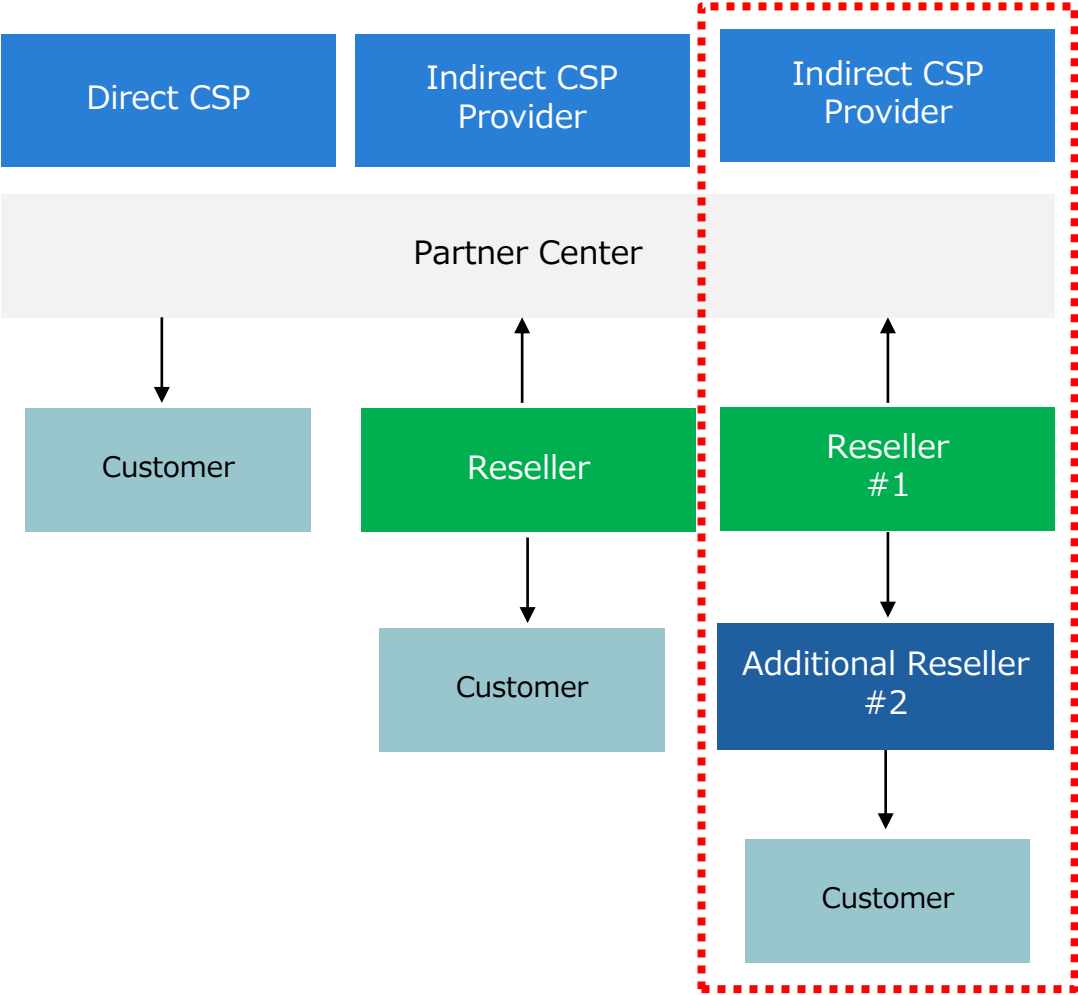 Direct CSP
Indirect CSP
Provider
Indirect CSP
Provider
Partner Center
Customer
Reseller
Reseller
#1
Customer
Additional Reseller
#2
Customer